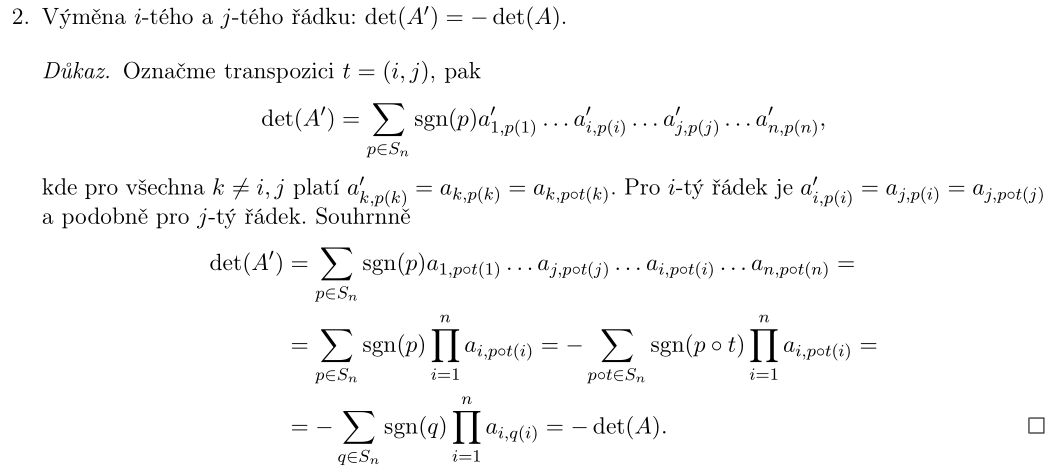 2. Výměna i-tého a j-tého řádku: det(A′) = − det(A).
Důkaz. Označme transpozici t = (i, j), pak
det(A′) = ∑_{p∈S_n} sgn(p)a′_{1,p(1)} … a′_{i,p(i)} … a′_{j,p(j)} … a′_{n,p(n)},
kde pro všechna k ≠ i, j platí a′_{k,p(k)} = a_{k,p(k)} = a_{k,p∘t(k)}. Pro i-tý řádek je a′_{i,p(i)} = a_{j,p(i)} = a_{j,p∘t(j)}
a podobně pro j-tý řádek. Souhrnně
det(A′) = ∑_{p∈S_n} sgn(p)a_{1,p∘t(1)} … a_{j,p∘t(j)} … a_{i,p∘t(i)} … a_{n,p∘t(n)} =
= ∑_{p∈S_n} sgn(p) ∏_{i=1}^{n} a_{i,p∘t(i)} = − ∑_{p∘t∈S_n} sgn(p ∘ t) ∏_{i=1}^{n} a_{i,p∘t(i)} =
= − ∑_{q∈S_n} sgn(q) ∏_{i=1}^{n} a_{i,q(i)} = − det(A). □